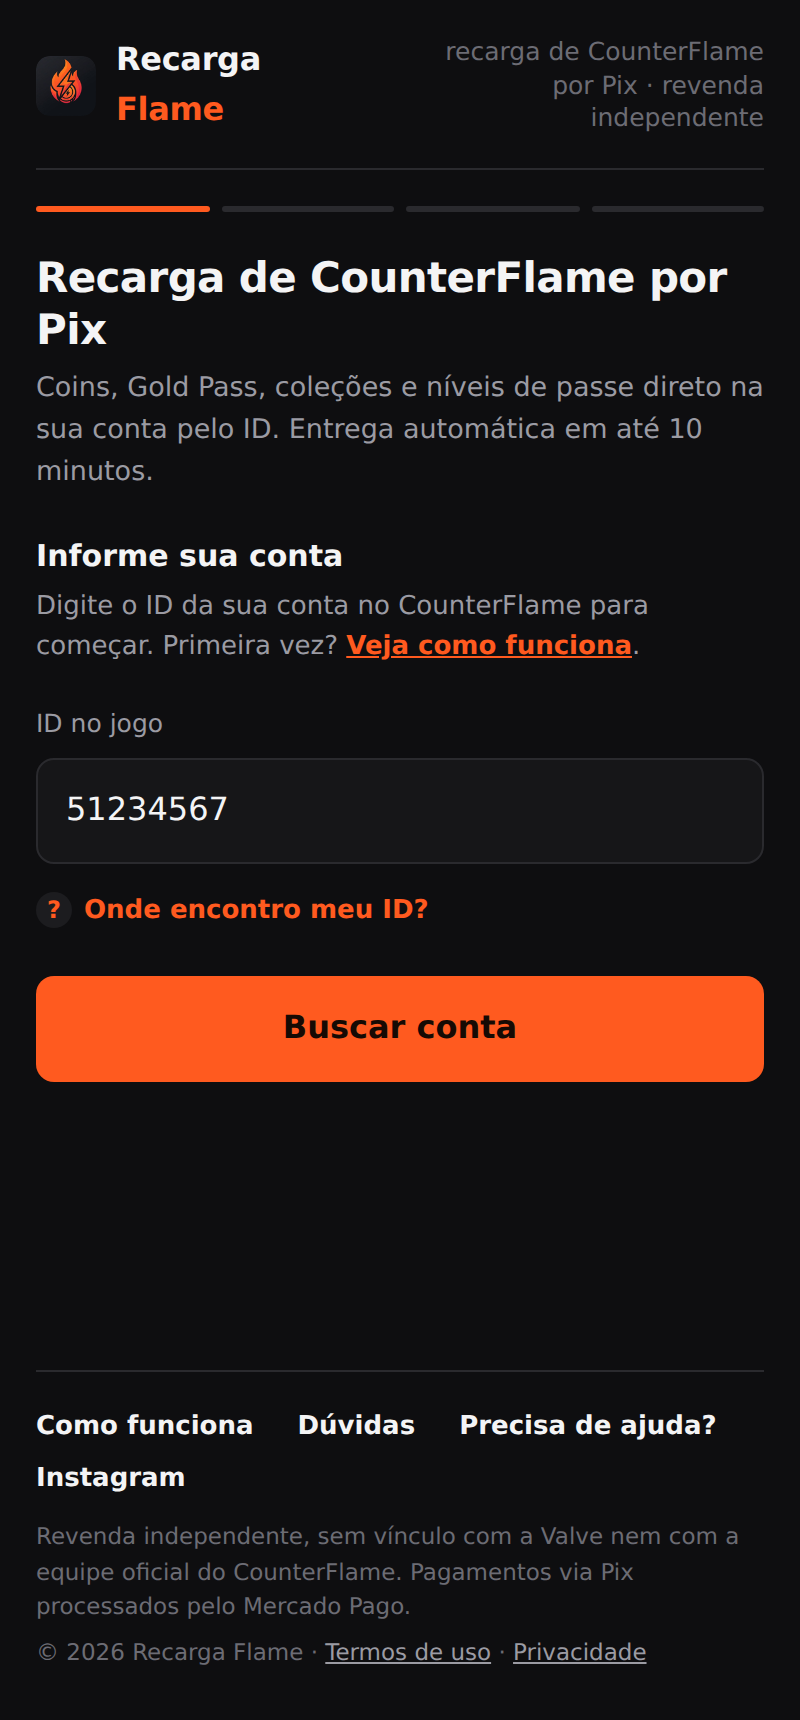 Recarga
Flame
recarga de CounterFlame
por Pix · revenda
independente
Recarga de CounterFlame por
Pix
Coins, Gold Pass, coleções e níveis de passe direto na
sua conta pelo ID. Entrega automática em até 10
minutos.
Informe sua conta
Digite o ID da sua conta no CounterFlame para
começar. Primeira vez? Veja como funciona.
ID no jogo
51234567
? Onde encontro meu ID?
Buscar conta
Como funciona Dúvidas Precisa de ajuda?
Instagram
Revenda independente, sem vínculo com a Valve nem com a
equipe oficial do CounterFlame. Pagamentos via Pix
processados pelo Mercado Pago.
© 2026 Recarga Flame · Termos de uso · Privacidade